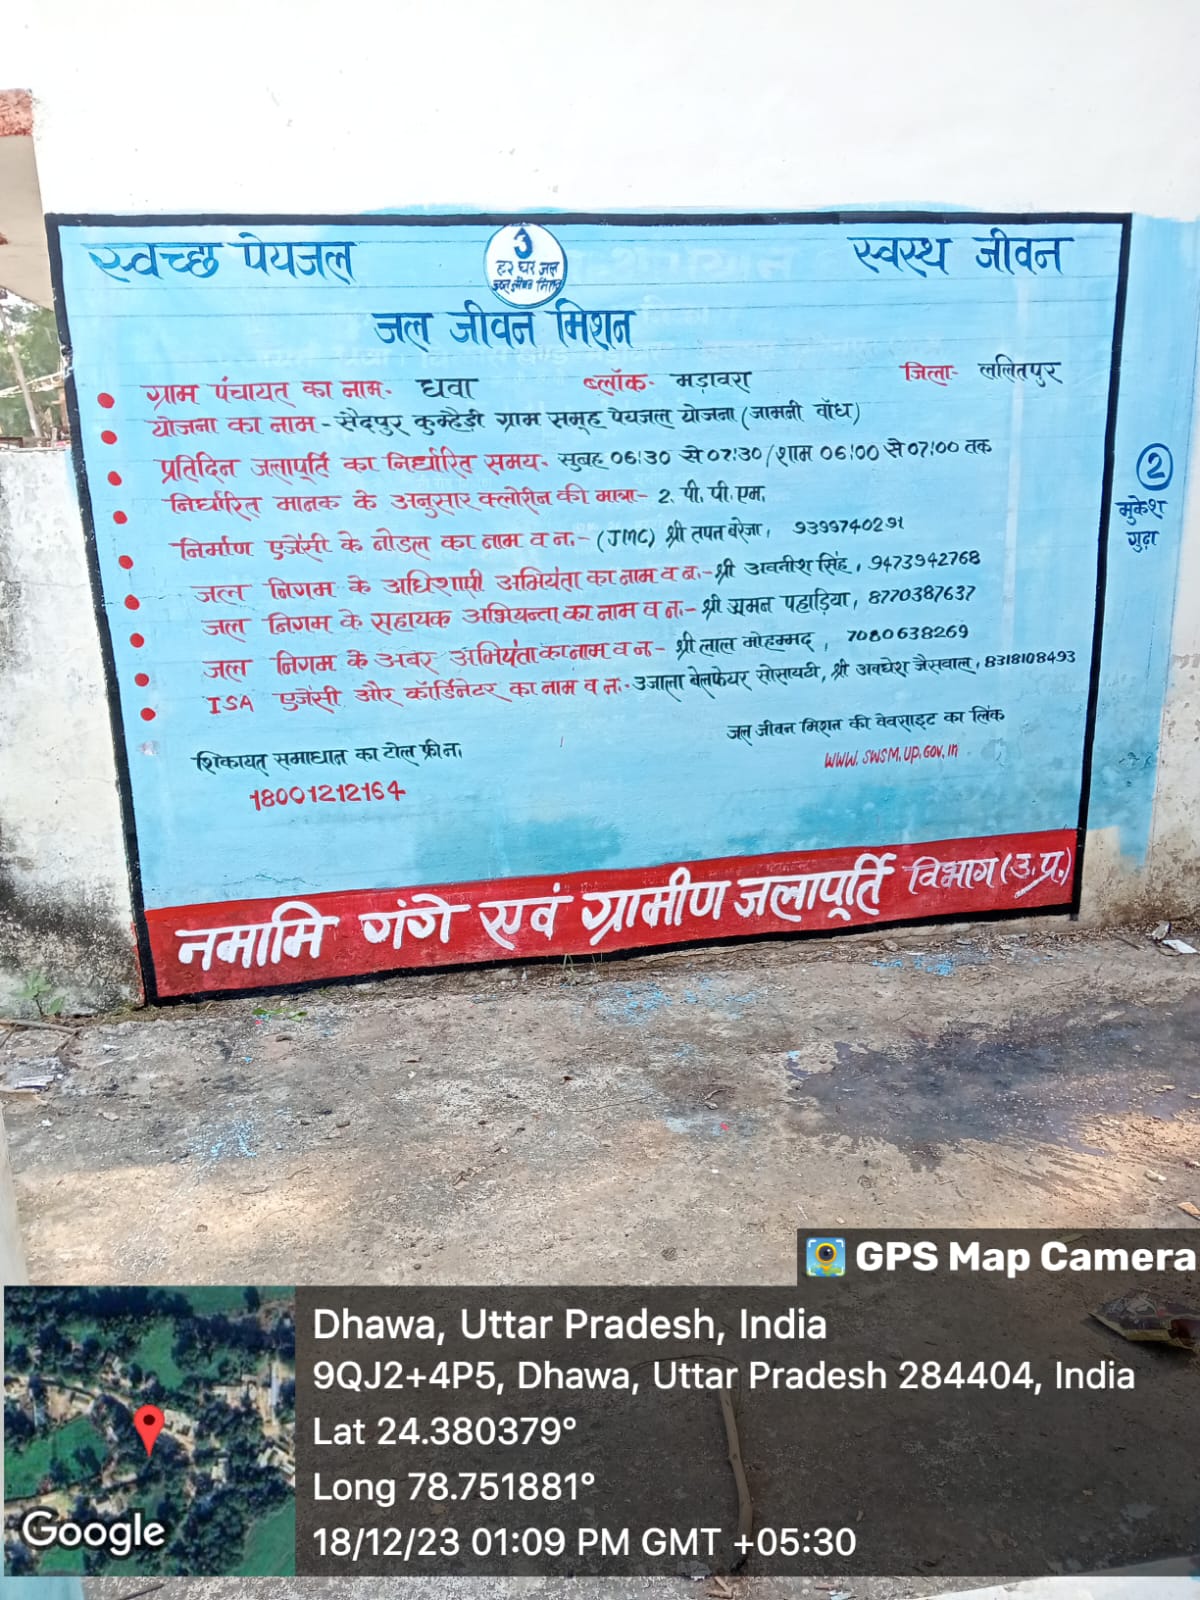 स्वच्छ पेयजल
हर घर जल
जल जीवन मिशन
स्वस्थ जीवन
जल जीवन मिशन
ग्राम पंचायत का नाम- धवा ब्लॉक- मड़ावरा जिला- ललितपुर
योजना का नाम - सैदपुर कुम्हैड़ी ग्राम समूह पेयजल योजना (जामनी बाँध)
प्रतिदिन जलापूर्ति का निर्धारित समय- सुबह 06:30 से 07:30 / शाम 06:00 से 07:00 तक
निर्धारित मानक के अनुसार क्लोरीन की मात्रा- 2. पी. पी. एम.
निर्माण एजेंसी के नोडल का नाम व न.- (JMC) श्री तपन बरेजा, 9399740291
जल निगम के अधिशाषी अभियंता का नाम व न.- श्री अवनीश सिंह, 9473942768
जल निगम के सहायक अभियन्ता का नाम व न.- श्री अमन पहाड़िया, 8770387637
जल निगम के अवर अभियंता का नाम व न- श्री लाल मोहम्मद, 7080638269
ISA एजेंसी और कॉर्डिनेटर का नाम व न.- उजाला वेलफेयर सोसायटी, श्री अवधेश जैसवाल, 8318108493
शिकायत समाधान का टोल फ्री न.
18001212164
जल जीवन मिशन की वेबसाइट का लिंक
www.swsm.up.gov.in
नमामि गंगे एवं ग्रामीण जलापूर्ति विभाग (उ.प्र.)
2
मुकेश
गुढ़ा
GPS Map Camera
Dhawa, Uttar Pradesh, India
9QJ2+4P5, Dhawa, Uttar Pradesh 284404, India
Lat 24.380379°
Long 78.751881°
18/12/23 01:09 PM GMT +05:30
Google